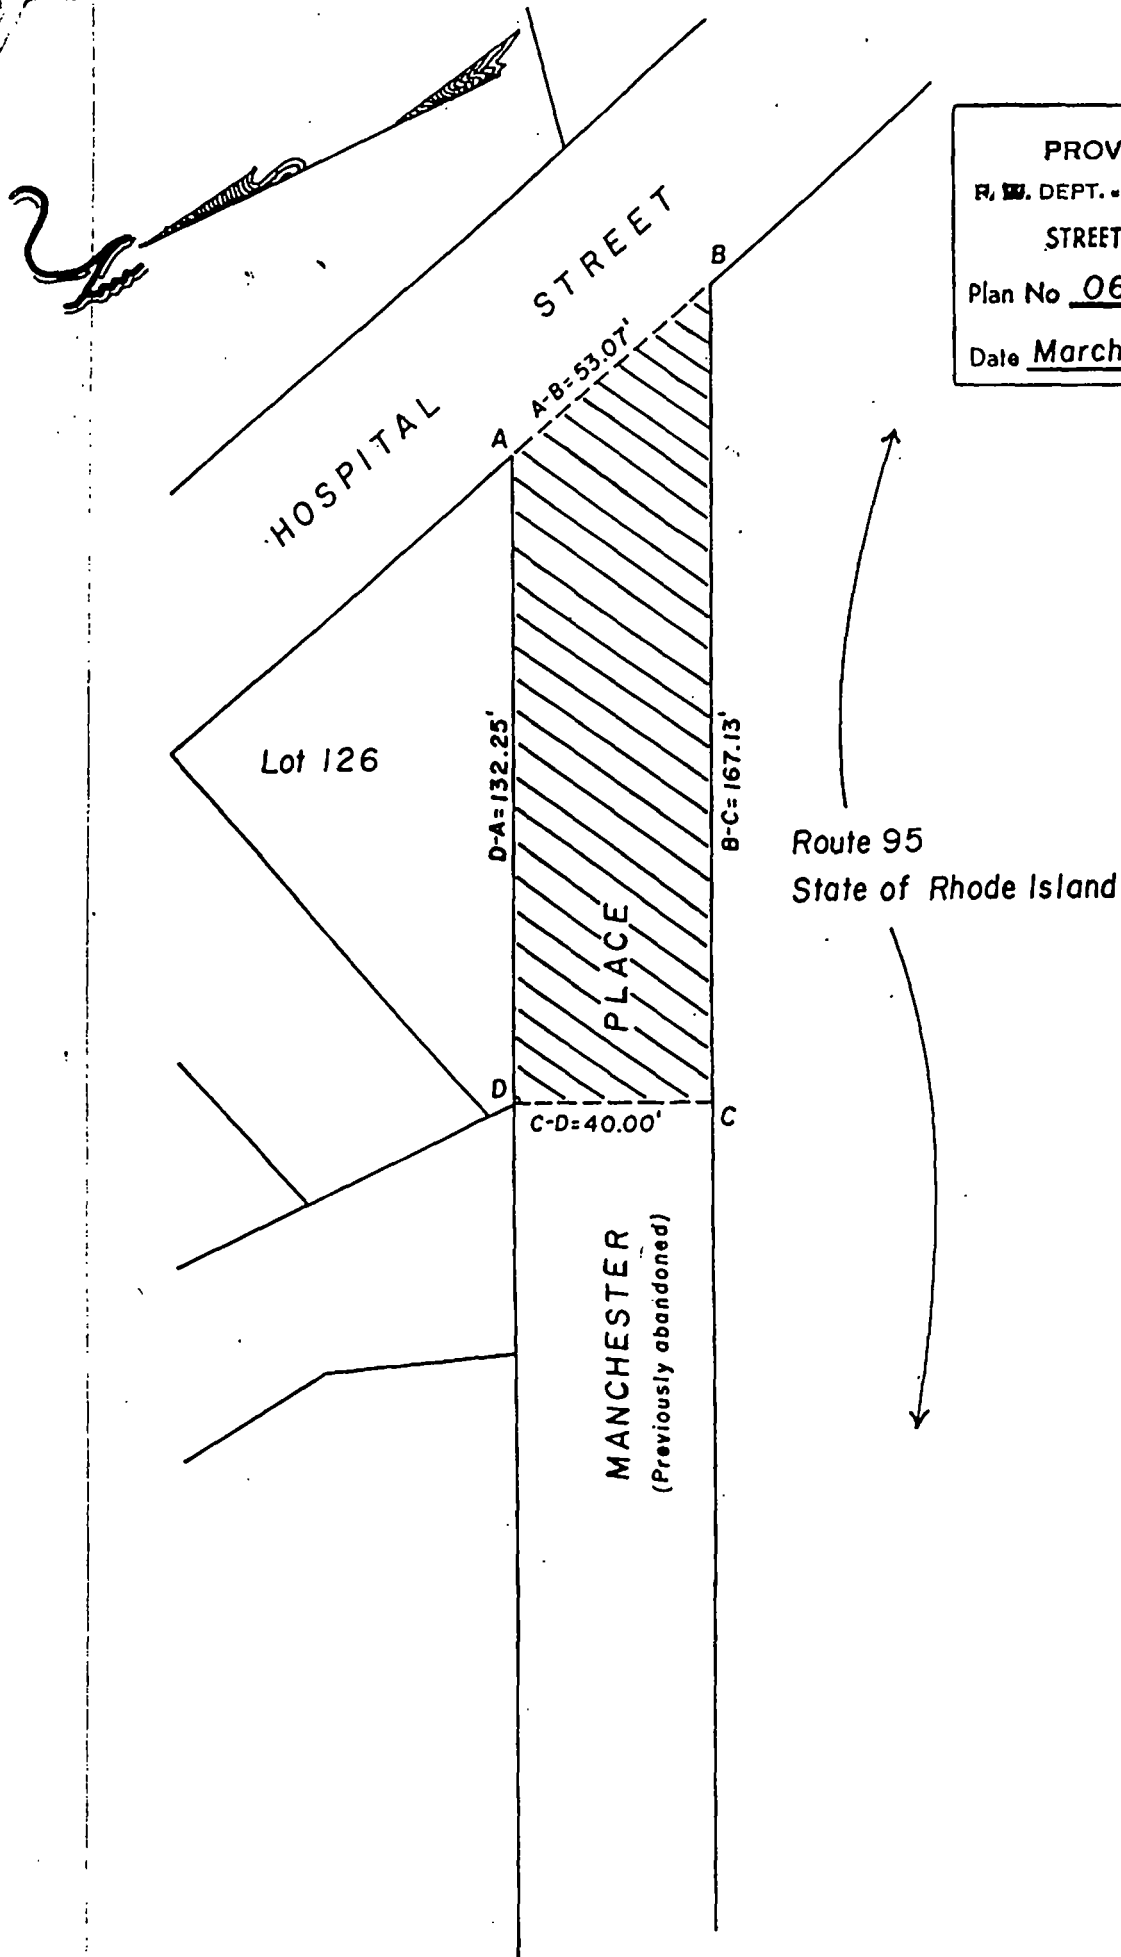 PROV
DEPT.
STREET
Plan No 06
Date March
HOSPITAL STREET
A
B
A-B=53.07'
Lot 126
D-A=132.25'
B-C=167.13'
PLACE
Route 95
State of Rhode Island
D
C
C-D=40.00'
MANCHESTER
(Previously abandoned)